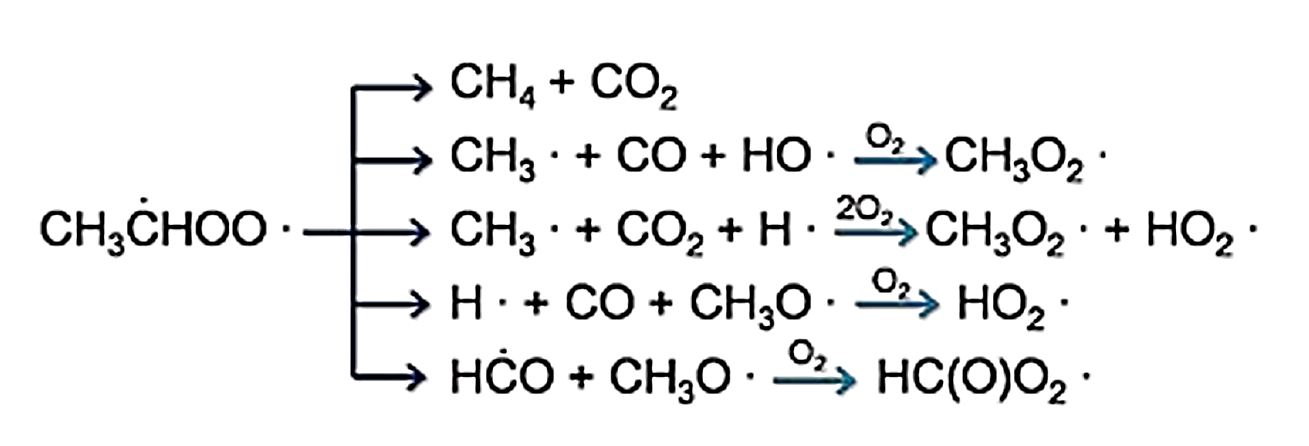 CH₄ + CO₂
CH₃· + CO + HO· —O₂→ CH₃O₂·
CH₃ĊHOO· → CH₃· + CO₂ + H· —2O₂→ CH₃O₂· + HO₂·
H· + CO + CH₃O· —O₂→ HO₂·
HĊO + CH₃O· —O₂→ HC(O)O₂·